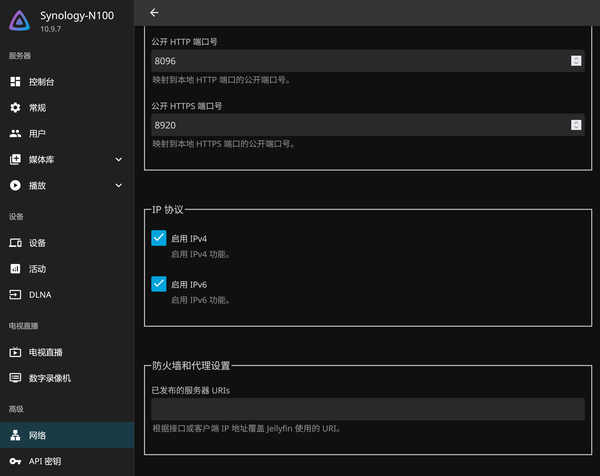 Synology-N100
10.9.7
服务器
控制台
常规
用户
媒体库
播放
设备
设备
活动
DLNA
电视直播
电视直播
数字录像机
高级
网络
API 密钥
公开 HTTP 端口号
8096
映射到本地 HTTP 端口的公开端口号。
公开 HTTPS 端口号
8920
映射到本地 HTTPS 端口的公开端口号。
IP 协议
启用 IPv4
启用 IPv4 功能。
启用 IPv6
启用 IPv6 功能。
防火墙和代理设置
已发布的服务器 URIs
根据接口或客户端 IP 地址覆盖 Jellyfin 使用的 URI。